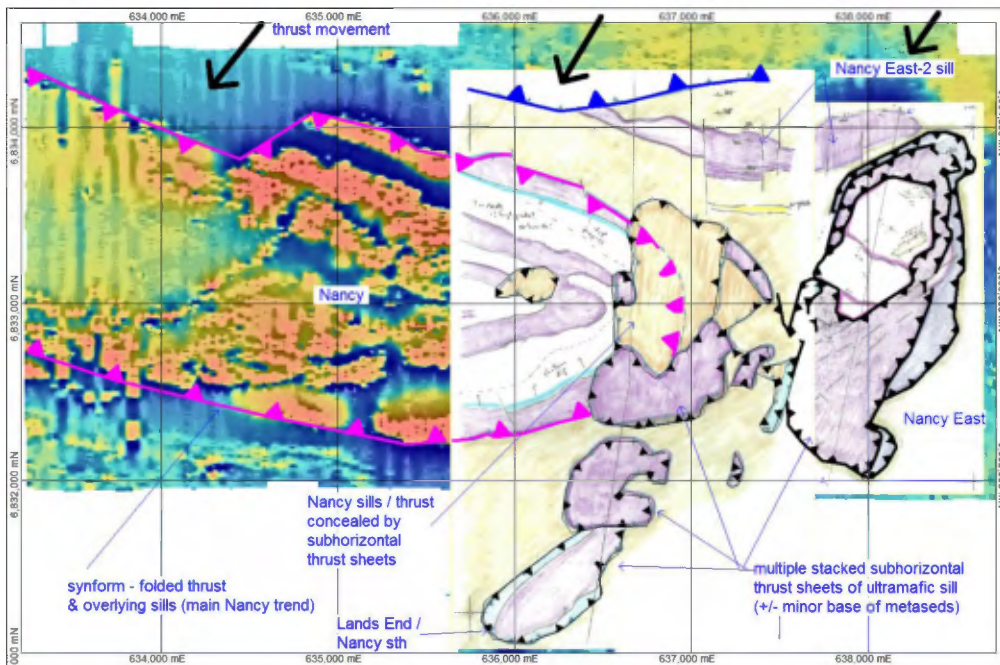 634,000 mE
635,000 mE
636,000 mE
637,000 mE
638,000 mE
thrust movement
Nancy East-2 sill
6,834,000 mN
Nancy
6,833,000 mN
Nancy East
6,832,000 mN
Nancy sills / thrust
concealed by
subhorizontal
thrust sheets
synform - folded thrust
& overlying sills (main Nancy trend)
multiple stacked subhorizontal
thrust sheets of ultramafic sill
(+/- minor base of metaseds)
Lands End /
Nancy sth
000 mN
634,000 mE
635,000 mE
636,000 mE
637,000 mE
638,000 mE